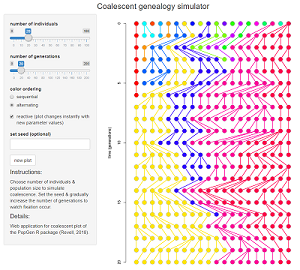 Coalescent genealogy simulator
number of individuals
number of generations
color ordering
sequential
alternating
reactive (plot changes instantly with
new parameter values)
set seed (optional)
new plot
Instructions:
Choose number of individuals &
population size to simulate
coalescence. Set the seed & gradually
increase the number of generations to
watch fixation occur.
Details:
Web application for coalescent plot of
the PopGen R package (Revell, 2016)
time (generations)
0
5
10
15
20